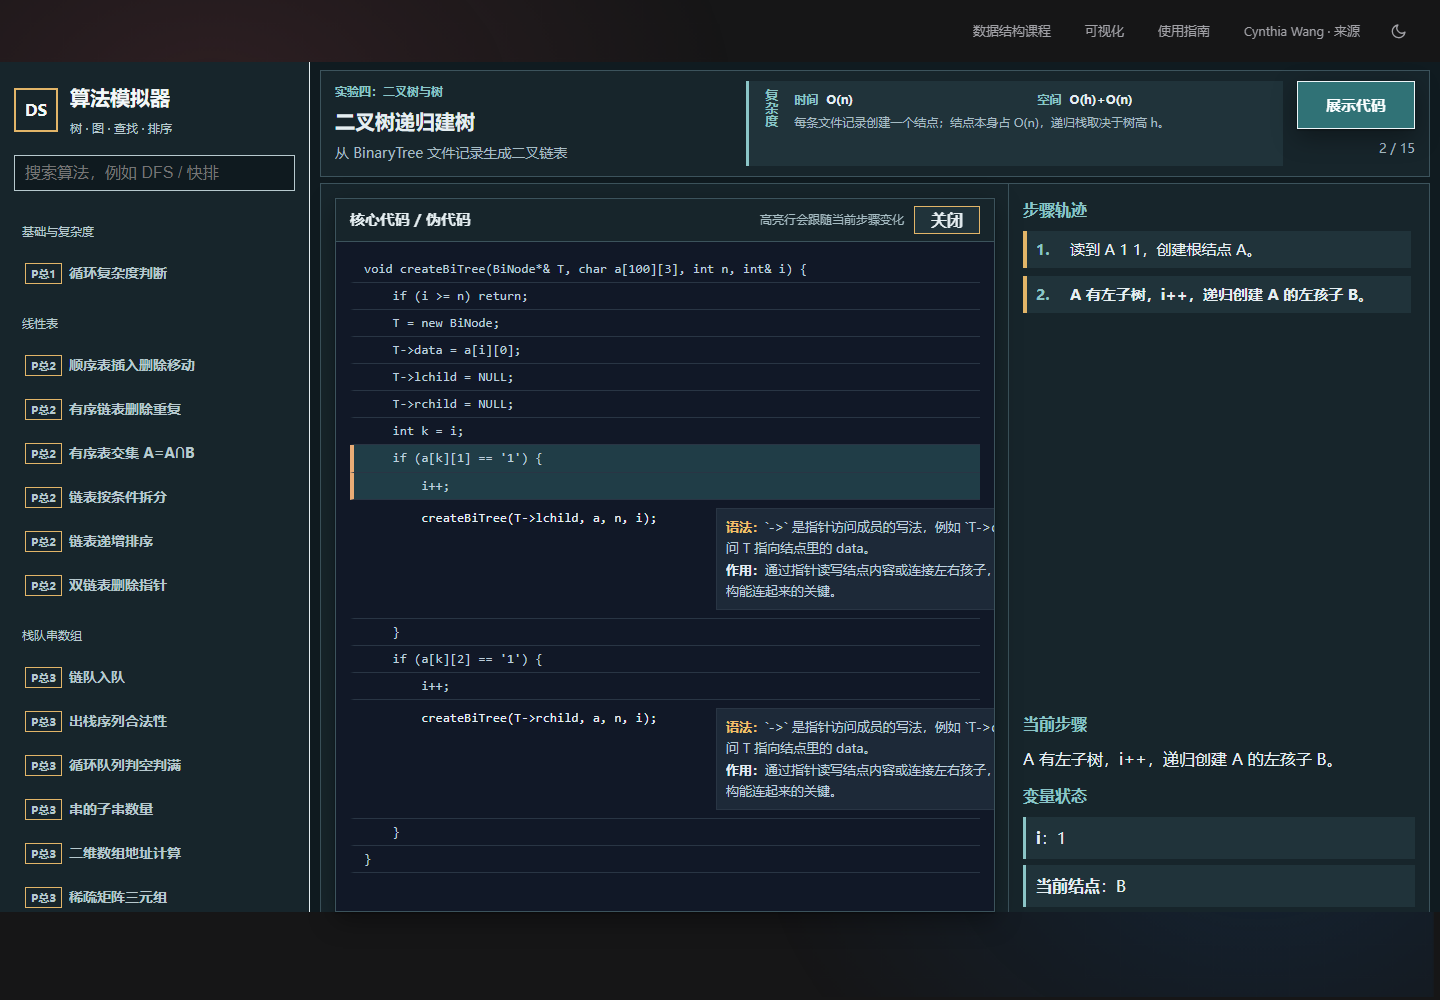 数据结构课程
可视化
使用指南
Cynthia Wang · 来源
DS
算法模拟器
树 · 图 · 查找 · 排序
搜索算法，例如 DFS / 快排
基础与复杂度
P总1 循环复杂度判断
线性表
P总2 顺序表插入删除移动
P总2 有序链表删除重复
P总2 有序表交集 A=A∩B
P总2 链表按条件拆分
P总2 链表递增排序
P总2 双链表删除指针
栈队串数组
P总3 链队入队
P总3 出栈序列合法性
P总3 循环队列判空判满
P总3 串的子串数量
P总3 二维数组地址计算
P总3 稀疏矩阵三元组
实验四：二叉树与树
二叉树递归建树
从 BinaryTree 文件记录生成二叉链表
复杂度
时间 O(n)
空间 O(h)+O(n)
每条文件记录创建一个结点；结点本身占 O(n)，递归栈取决于树高 h。
展示代码
2 / 15
核心代码 / 伪代码
高亮行会跟随当前步骤变化
关闭
void createBiTree(BiNode*& T, char a[100][3], int n, int& i) {
if (i >= n) return;
T = new BiNode;
T->data = a[i][0];
T->lchild = NULL;
T->rchild = NULL;
int k = i;
if (a[k][1] == '1') {
i++;
createBiTree(T->lchild, a, n, i);
语法：`->` 是指针访问成员的写法，例如 `T->
问 T 指向结点里的 data。
作用：通过指针读写结点内容或连接左右孩子，
构能连起来的关键。
}
if (a[k][2] == '1') {
i++;
createBiTree(T->rchild, a, n, i);
语法：`->` 是指针访问成员的写法，例如 `T->
问 T 指向结点里的 data。
作用：通过指针读写结点内容或连接左右孩子，
构能连起来的关键。
}
}
步骤轨迹
1. 读到 A 1 1，创建根结点 A。
2. A 有左子树，i++，递归创建 A 的左孩子 B。
当前步骤
A 有左子树，i++，递归创建 A 的左孩子 B。
变量状态
i：1
当前结点：B